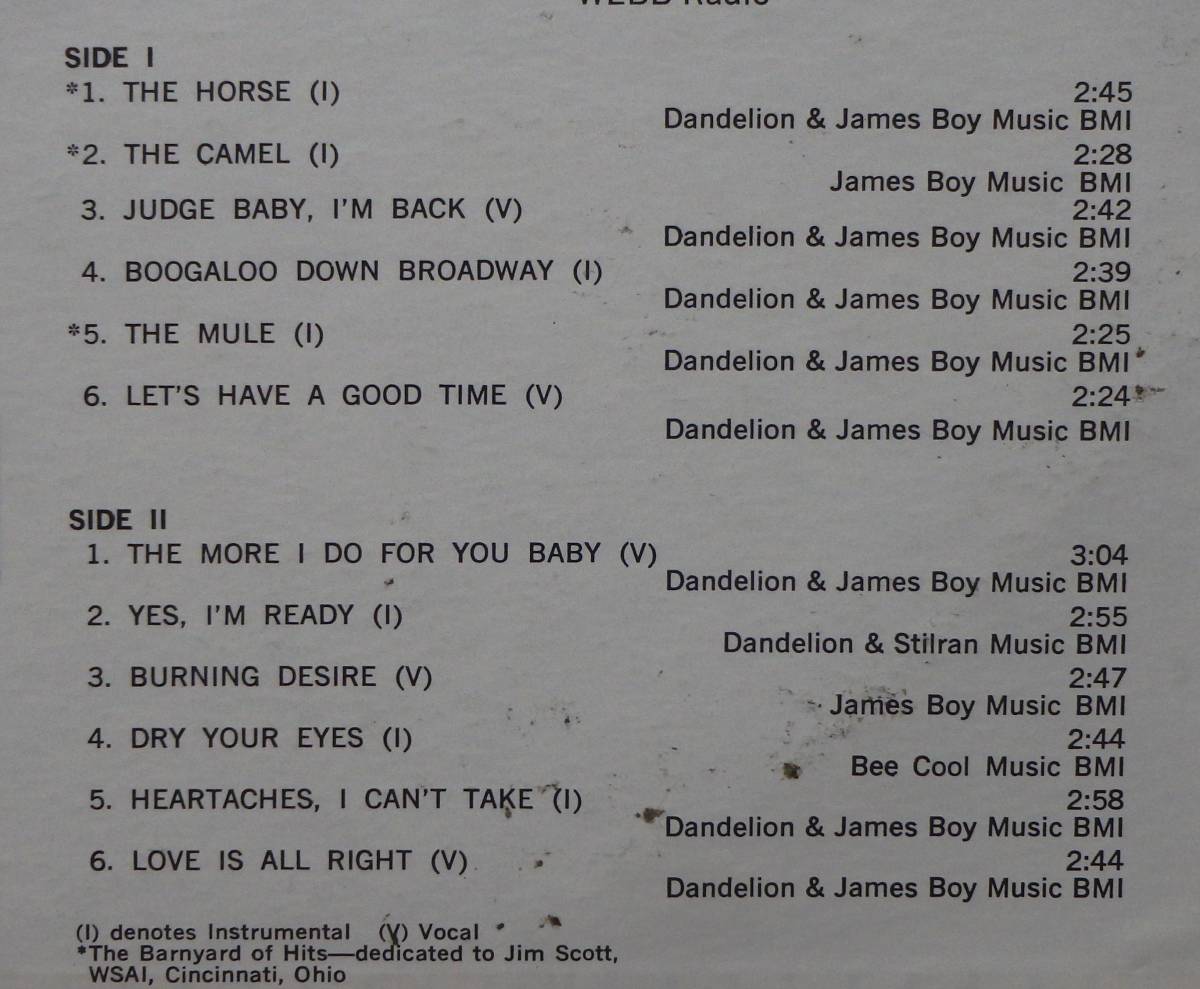 WEBB Radio
SIDE I
*1. THE HORSE (I) 2:45
Dandelion & James Boy Music BMI
*2. THE CAMEL (I) 2:28
James Boy Music BMI
3. JUDGE BABY, I'M BACK (V) 2:42
Dandelion & James Boy Music BMI
4. BOOGALOO DOWN BROADWAY (I) 2:39
Dandelion & James Boy Music BMI
*5. THE MULE (I) 2:25
Dandelion & James Boy Music BMI
6. LET'S HAVE A GOOD TIME (V) 2:24
Dandelion & James Boy Music BMI
SIDE II
1. THE MORE I DO FOR YOU BABY (V) 3:04
Dandelion & James Boy Music BMI
2. YES, I'M READY (I) 2:55
Dandelion & Stilran Music BMI
3. BURNING DESIRE (V) 2:47
James Boy Music BMI
4. DRY YOUR EYES (I) 2:44
Bee Cool Music BMI
5. HEARTACHES, I CAN'T TAKE (I) 2:58
Dandelion & James Boy Music BMI
6. LOVE IS ALL RIGHT (V) 2:44
Dandelion & James Boy Music BMI
(I) denotes Instrumental (V) Vocal
*The Barnyard of Hits—dedicated to Jim Scott,
WSAI, Cincinnati, Ohio